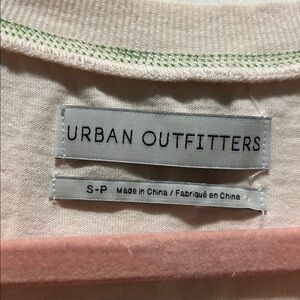 URBAN OUTFITTERS
S-P Made in China / Fabriqué en Chine